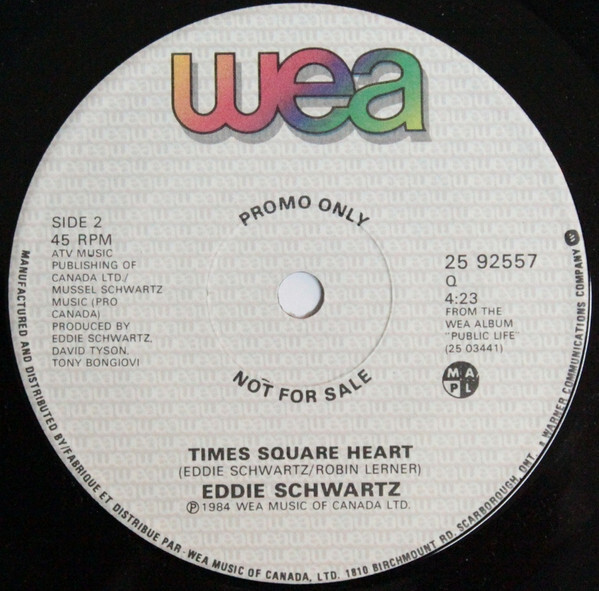 wea
PROMO ONLY
SIDE 2
45 RPM
ATV MUSIC
PUBLISHING OF
CANADA LTD./
MUSSEL SCHWARTZ
MUSIC (PRO
CANADA)
PRODUCED BY
EDDIE SCHWARTZ,
DAVID TYSON,
TONY BONGIOVI
25 92557
Q
4:23
FROM THE
WEA ALBUM
"PUBLIC LIFE"
(25 03441)
M A
P L
NOT FOR SALE
TIMES SQUARE HEART
(EDDIE SCHWARTZ/ROBIN LERNER)
EDDIE SCHWARTZ
Ⓟ1984 WEA MUSIC OF CANADA LTD.
MANUFACTURED AND DISTRIBUTED BY/FABRIQUE ET DISTRIBUE PAR - WEA MUSIC OF CANADA, LTD. 1810 BIRCHMOUNT RD. SCARBOROUGH, ONT. A WARNER COMMUNICATIONS COMPANY